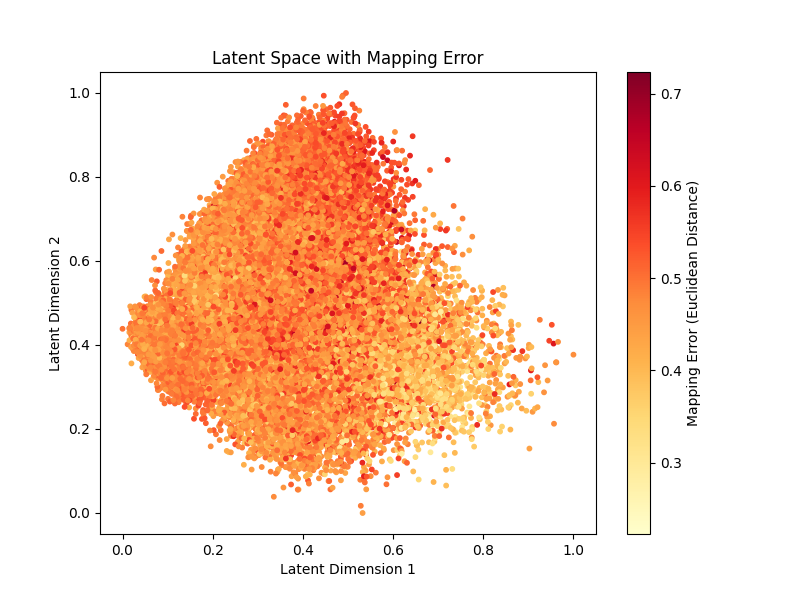 Latent Space with Mapping Error
1.0
0.8
0.6
0.4
0.2
0.0
Latent Dimension 2
0.0 0.2 0.4 0.6 0.8 1.0
Latent Dimension 1
0.7
0.6
0.5
0.4
0.3
Mapping Error (Euclidean Distance)